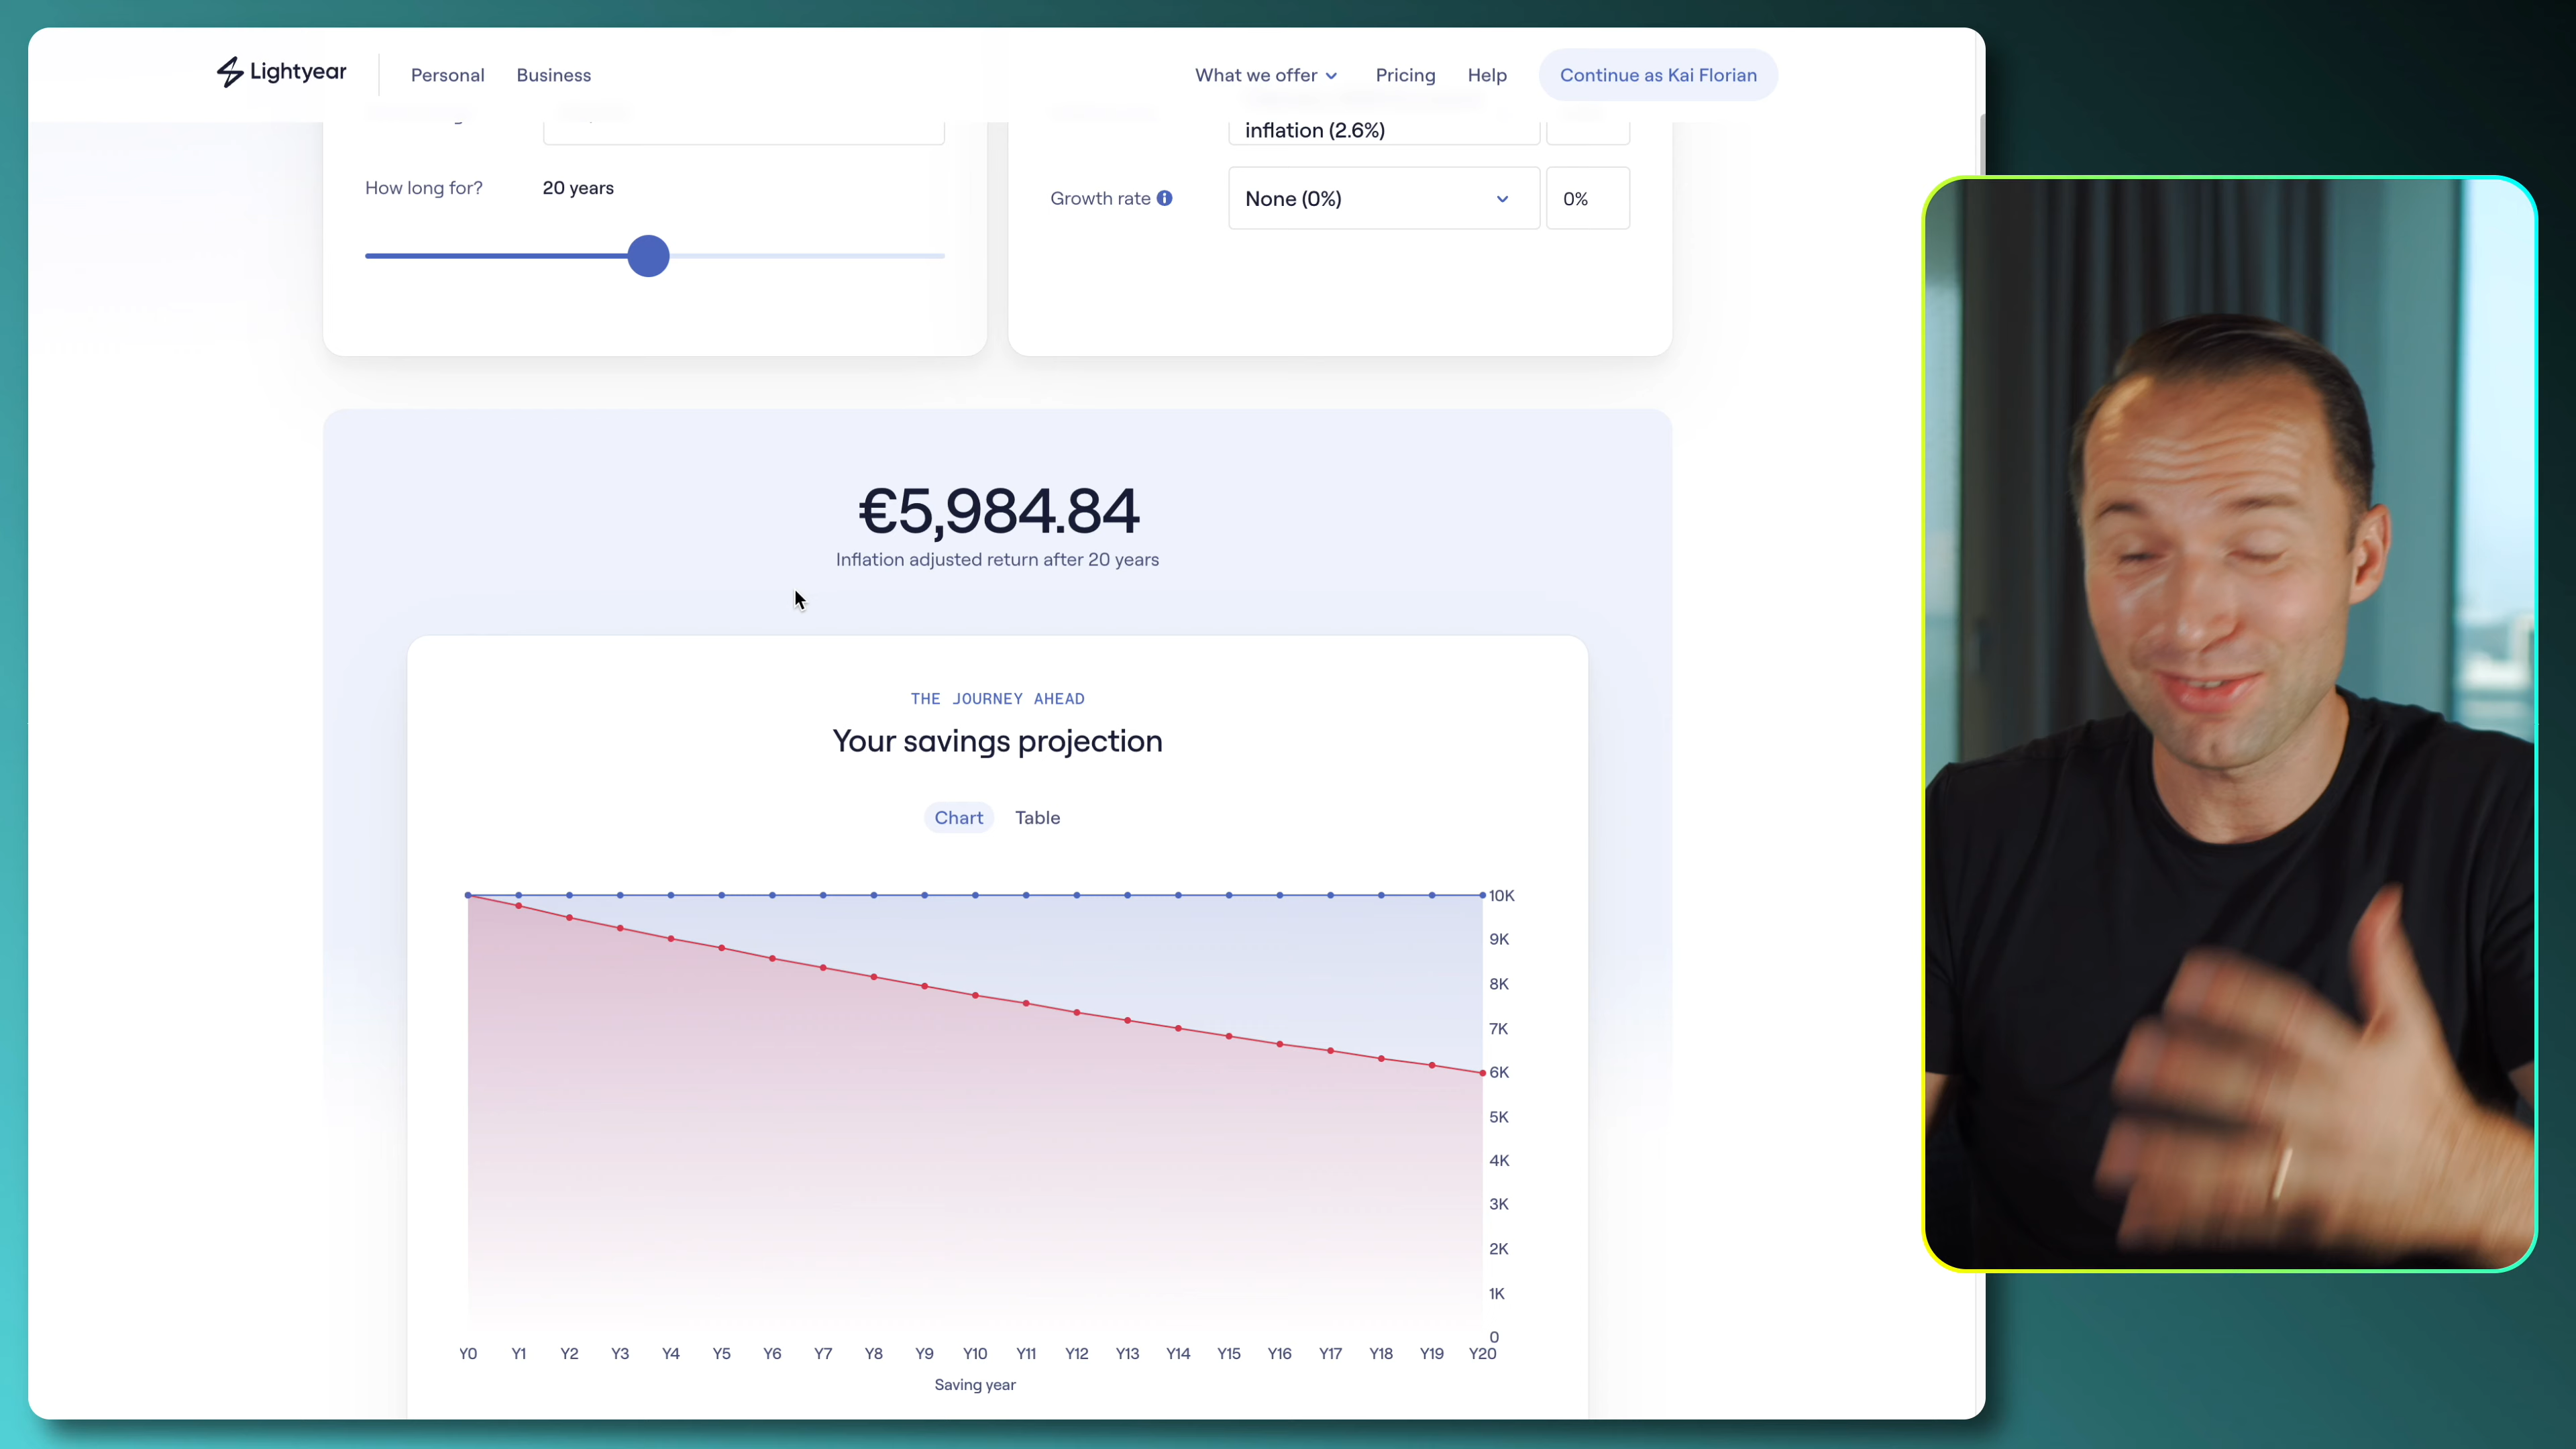 Lightyear
Personal Business
What we offer Pricing Help Continue as Kai Florian
inflation (2.6%)
How long for? 20 years
Growth rate None (0%) 0%
€5,984.84
Inflation adjusted return after 20 years
THE JOURNEY AHEAD
Your savings projection
Chart Table
10K
9K
8K
7K
6K
5K
4K
3K
2K
1K
0
Y0 Y1 Y2 Y3 Y4 Y5 Y6 Y7 Y8 Y9 Y10 Y11 Y12 Y13 Y14 Y15 Y16 Y17 Y18 Y19 Y20
Saving year